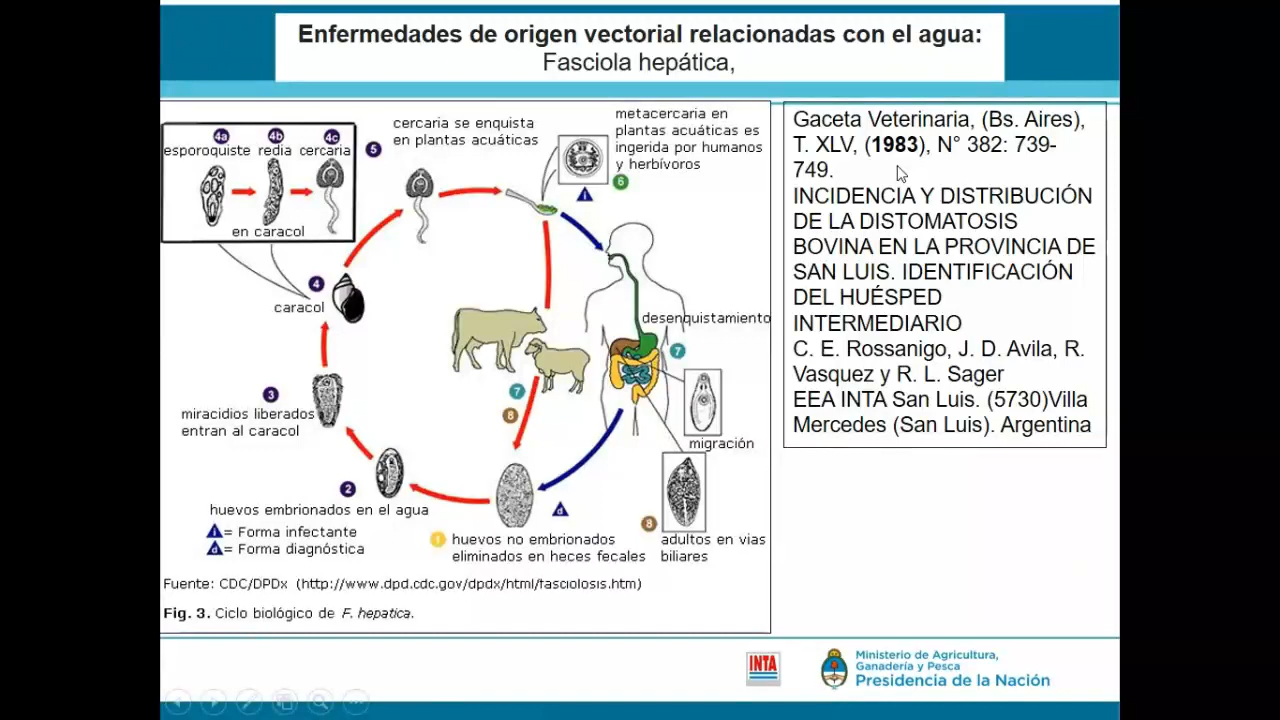 Enfermedades de origen vectorial relacionadas con el agua:
Fasciola hepática,
4a
4b
4c
esporoquiste redia cercaria
en caracol
5
cercaria se enquista
en plantas acuáticas
metacercaria en
plantas acuáticas es
ingerida por humanos
y herbívoros
6
i
4
caracol
desenquistamiento
7
7
8
3
miracidios liberados
entran al caracol
migración
2
huevos embrionados en el agua
i = Forma infectante
d = Forma diagnóstica
d
1
huevos no embrionados
eliminados en heces fecales
8
adultos en vias
biliares
Fuente: CDC/DPDx (http://www.dpd.cdc.gov/dpdx/html/fasciolosis.htm)
Fig. 3. Ciclo biológico de F. hepatica.
Gaceta Veterinaria, (Bs. Aires),
T. XLV, (1983), N° 382: 739-
749.
INCIDENCIA Y DISTRIBUCIÓN
DE LA DISTOMATOSIS
BOVINA EN LA PROVINCIA DE
SAN LUIS. IDENTIFICACIÓN
DEL HUÉSPED
INTERMEDIARIO
C. E. Rossanigo, J. D. Avila, R.
Vasquez y R. L. Sager
EEA INTA San Luis. (5730)Villa
Mercedes (San Luis). Argentina
INTA
Ministerio de Agricultura,
Ganadería y Pesca
Presidencia de la Nación